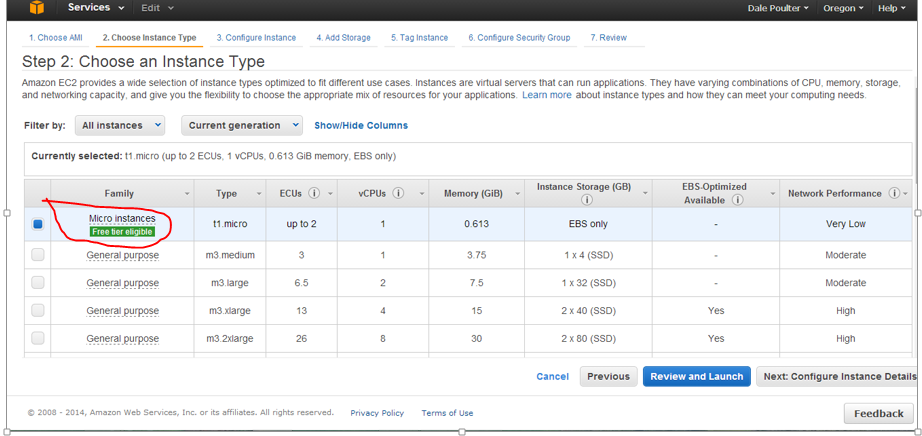 Services Edit Dale Poulter Oregon Help
1. Choose AMI 2. Choose Instance Type 3. Configure Instance 4. Add Storage 5. Tag Instance 6. Configure Security Group 7. Review
Step 2: Choose an Instance Type
Amazon EC2 provides a wide selection of instance types optimized to fit different use cases. Instances are virtual servers that can run applications. They have varying combinations of CPU, memory, storage,
and networking capacity, and give you the flexibility to choose the appropriate mix of resources for your applications. Learn more about instance types and how they can meet your computing needs.
Filter by: All instances Current generation Show/Hide Columns
Currently selected: t1.micro (up to 2 ECUs, 1 vCPUs, 0.613 GiB memory, EBS only)
Family Type ECUs i vCPUs i Memory (GiB) Instance Storage (GB) i EBS-Optimized Available i Network Performance i
Micro instances t1.micro up to 2 1 0.613 EBS only - Very Low
Free tier eligible
General purpose m3.medium 3 1 3.75 1 x 4 (SSD) - Moderate
General purpose m3.large 6.5 2 7.5 1 x 32 (SSD) - Moderate
General purpose m3.xlarge 13 4 15 2 x 40 (SSD) Yes High
General purpose m3.2xlarge 26 8 30 2 x 80 (SSD) Yes High
Cancel Previous Review and Launch Next: Configure Instance Details
© 2008 - 2014, Amazon Web Services, Inc. or its affiliates. All rights reserved. Privacy Policy Terms of Use
Feedback